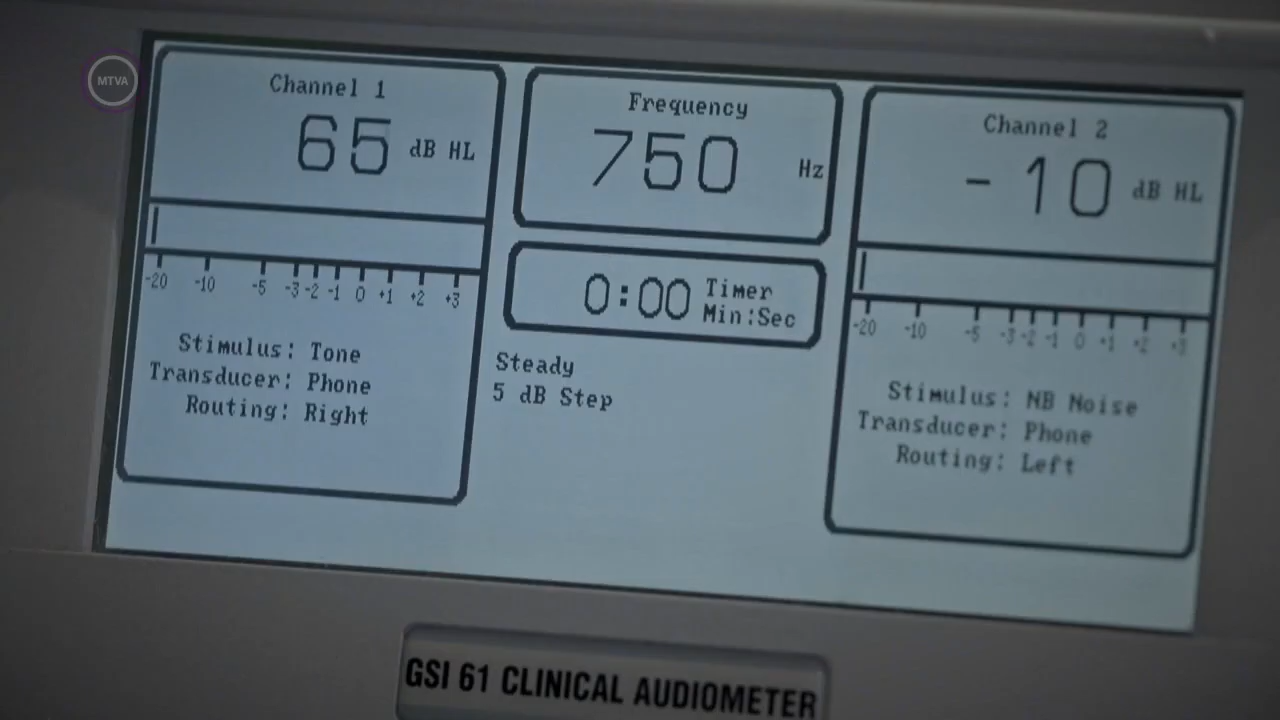 MTVA
Channel 1
65 dB HL
-20 -10 -5 -3 -2 -1 0 +1 +2 +3
Stimulus: Tone
Transducer: Phone
Routing: Right
Frequency
750 Hz
0:00 Timer
Min:Sec
Steady
5 dB Step
Channel 2
-10 dB HL
-20 -10 -5 -3 -2 -1 0 +1 +2 +3
Stimulus: NB Noise
Transducer: Phone
Routing: Left
GSI 61 CLINICAL AUDIOMETER